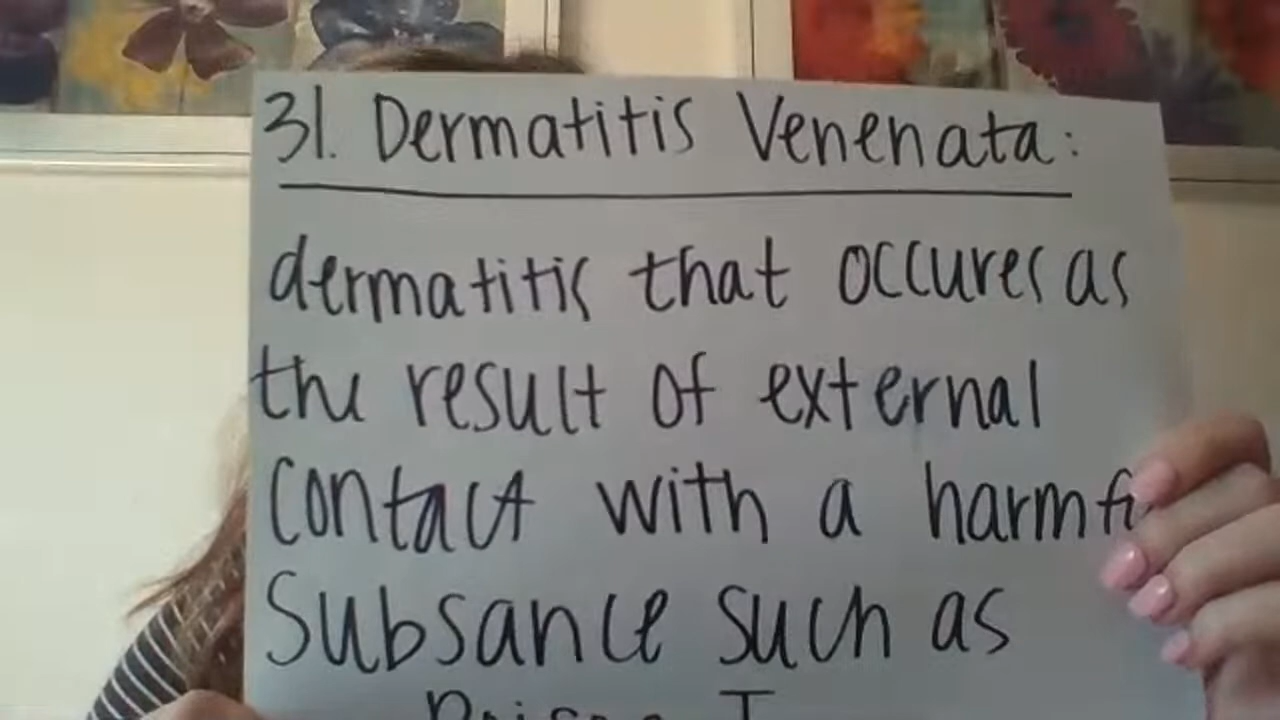 31. Dermatitis Venenata:
dermatitis that occures as
the result of external
contact with a
Subsance such as